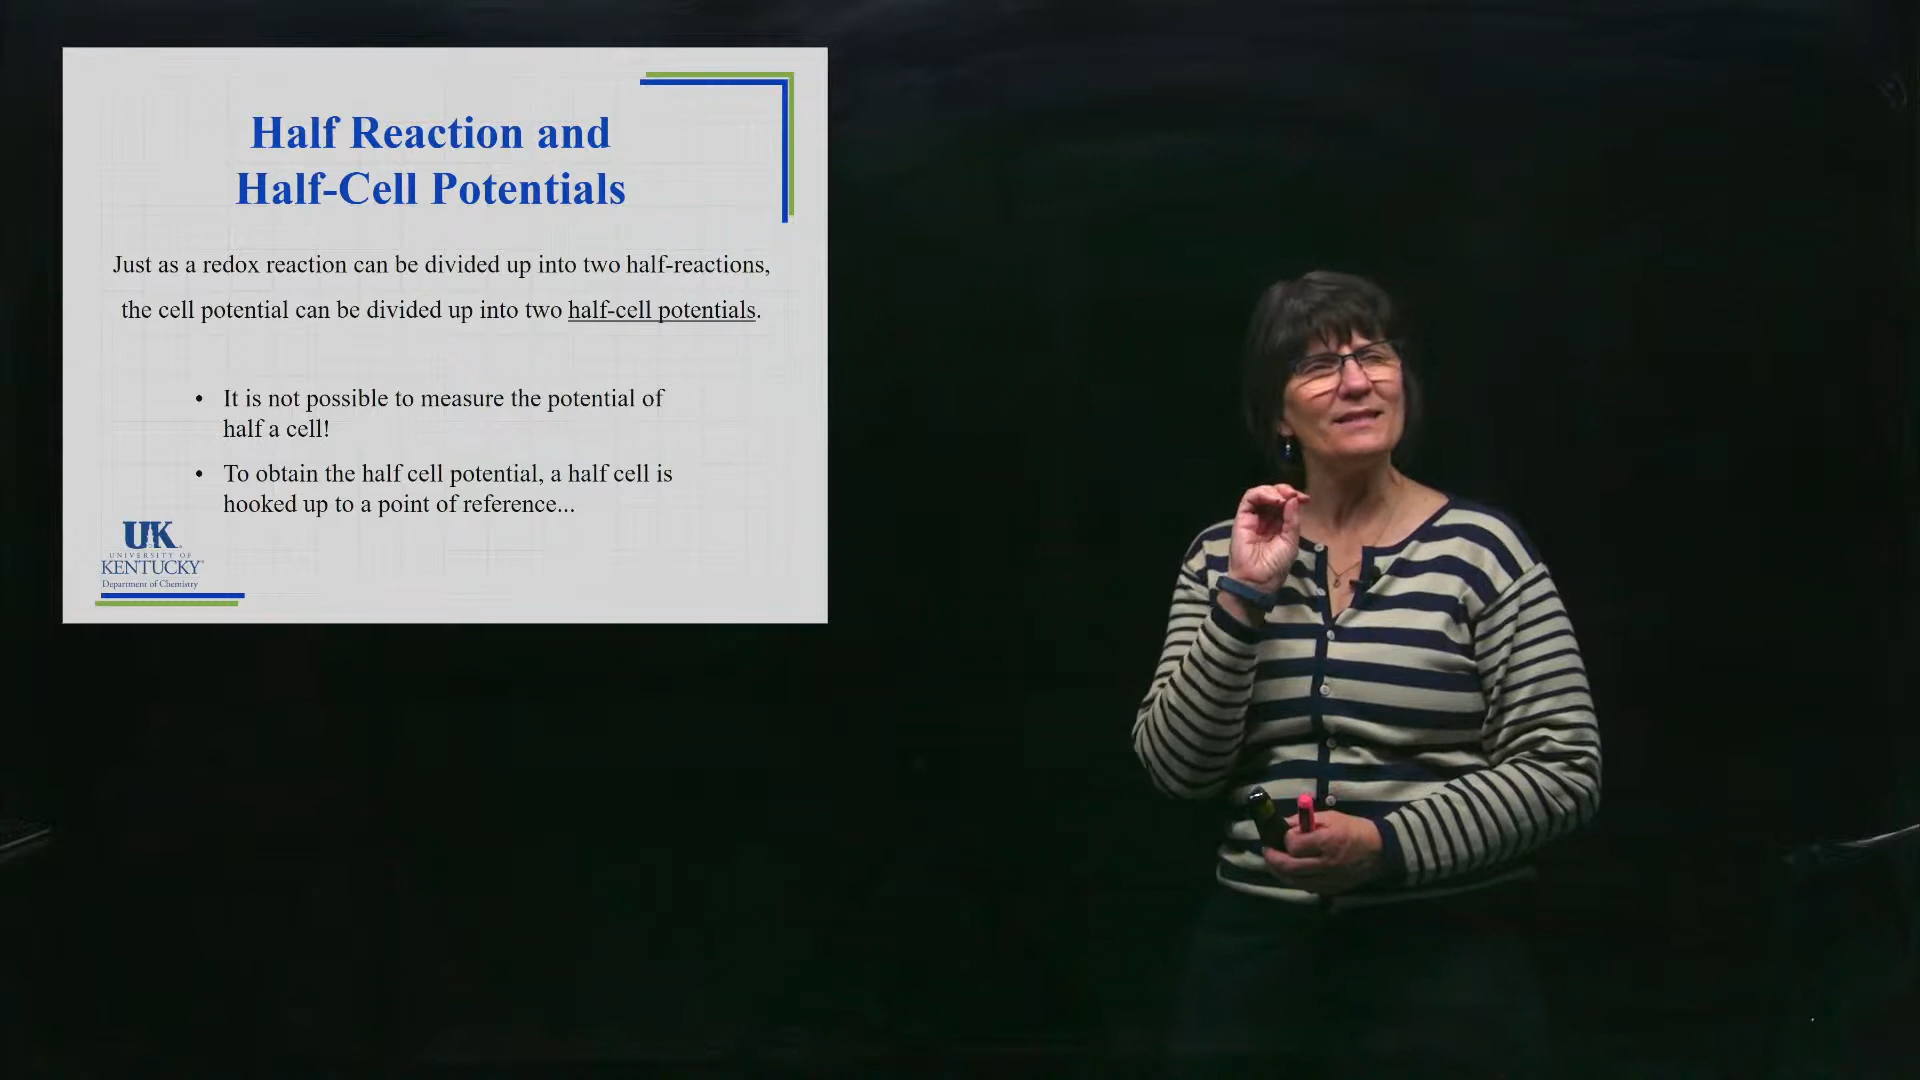 Half Reaction and
Half-Cell Potentials
Just as a redox reaction can be divided up into two half-reactions,
the cell potential can be divided up into two half-cell potentials.
• It is not possible to measure the potential of
half a cell!
• To obtain the half cell potential, a half cell is
hooked up to a point of reference...
UK
UNIVERSITY OF
KENTUCKY
Department of Chemistry